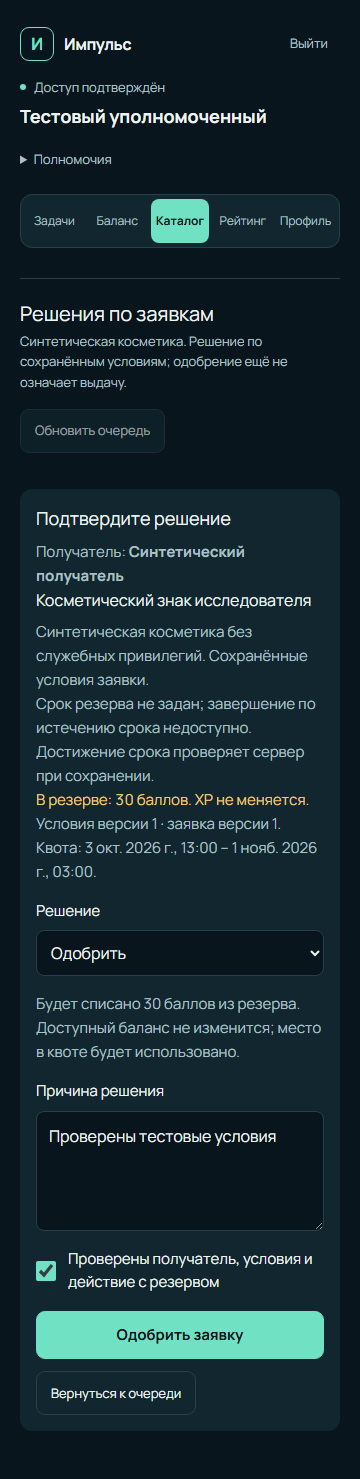 И Импульс Выйти
Доступ подтверждён
Тестовый уполномоченный
Полномочия
Задачи Баланс Каталог Рейтинг Профиль
Решения по заявкам
Синтетическая косметика. Решение по
сохранённым условиям; одобрение ещё не
означает выдачу.
Обновить очередь
Подтвердите решение
Получатель: Синтетический
получатель
Косметический знак исследователя
Синтетическая косметика без
служебных привилегий. Сохранённые
условия заявки.
Срок резерва не задан; завершение по
истечению срока недоступно.
Достижение срока проверяет сервер
при сохранении.
В резерве: 30 баллов. XP не меняется.
Условия версии 1 · заявка версии 1.
Квота: 3 окт. 2026 г., 13:00 – 1 нояб. 2026
г., 03:00.
Решение
Одобрить
Будет списано 30 баллов из резерва.
Доступный баланс не изменится; место
в квоте будет использовано.
Причина решения
Проверены тестовые условия
Проверены получатель, условия и
действие с резервом
Одобрить заявку
Вернуться к очереди